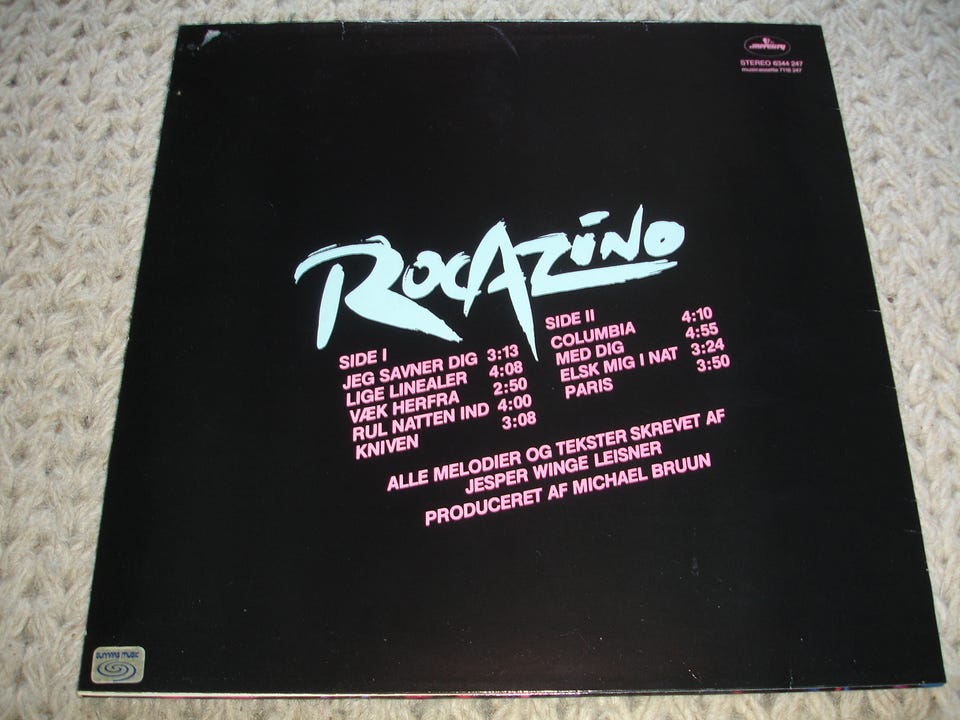 mercury
STEREO 6344 247
musicassette 7116 247
ROCAZINO
SIDE I
JEG SAVNER DIG 3:13
LIGE LINEALER 4:08
VÆK HERFRA 2:50
RUL NATTEN IND 4:00
KNIVEN 3:08
SIDE II
COLUMBIA 4:10
MED DIG 4:55
ELSK MIG I NAT 3:24
PARIS 3:50
ALLE MELODIER OG TEKSTER SKREVET AF
JESPER WINGE LEISNER
PRODUCERET AF MICHAEL BRUUN
GUNNARS MUSIC